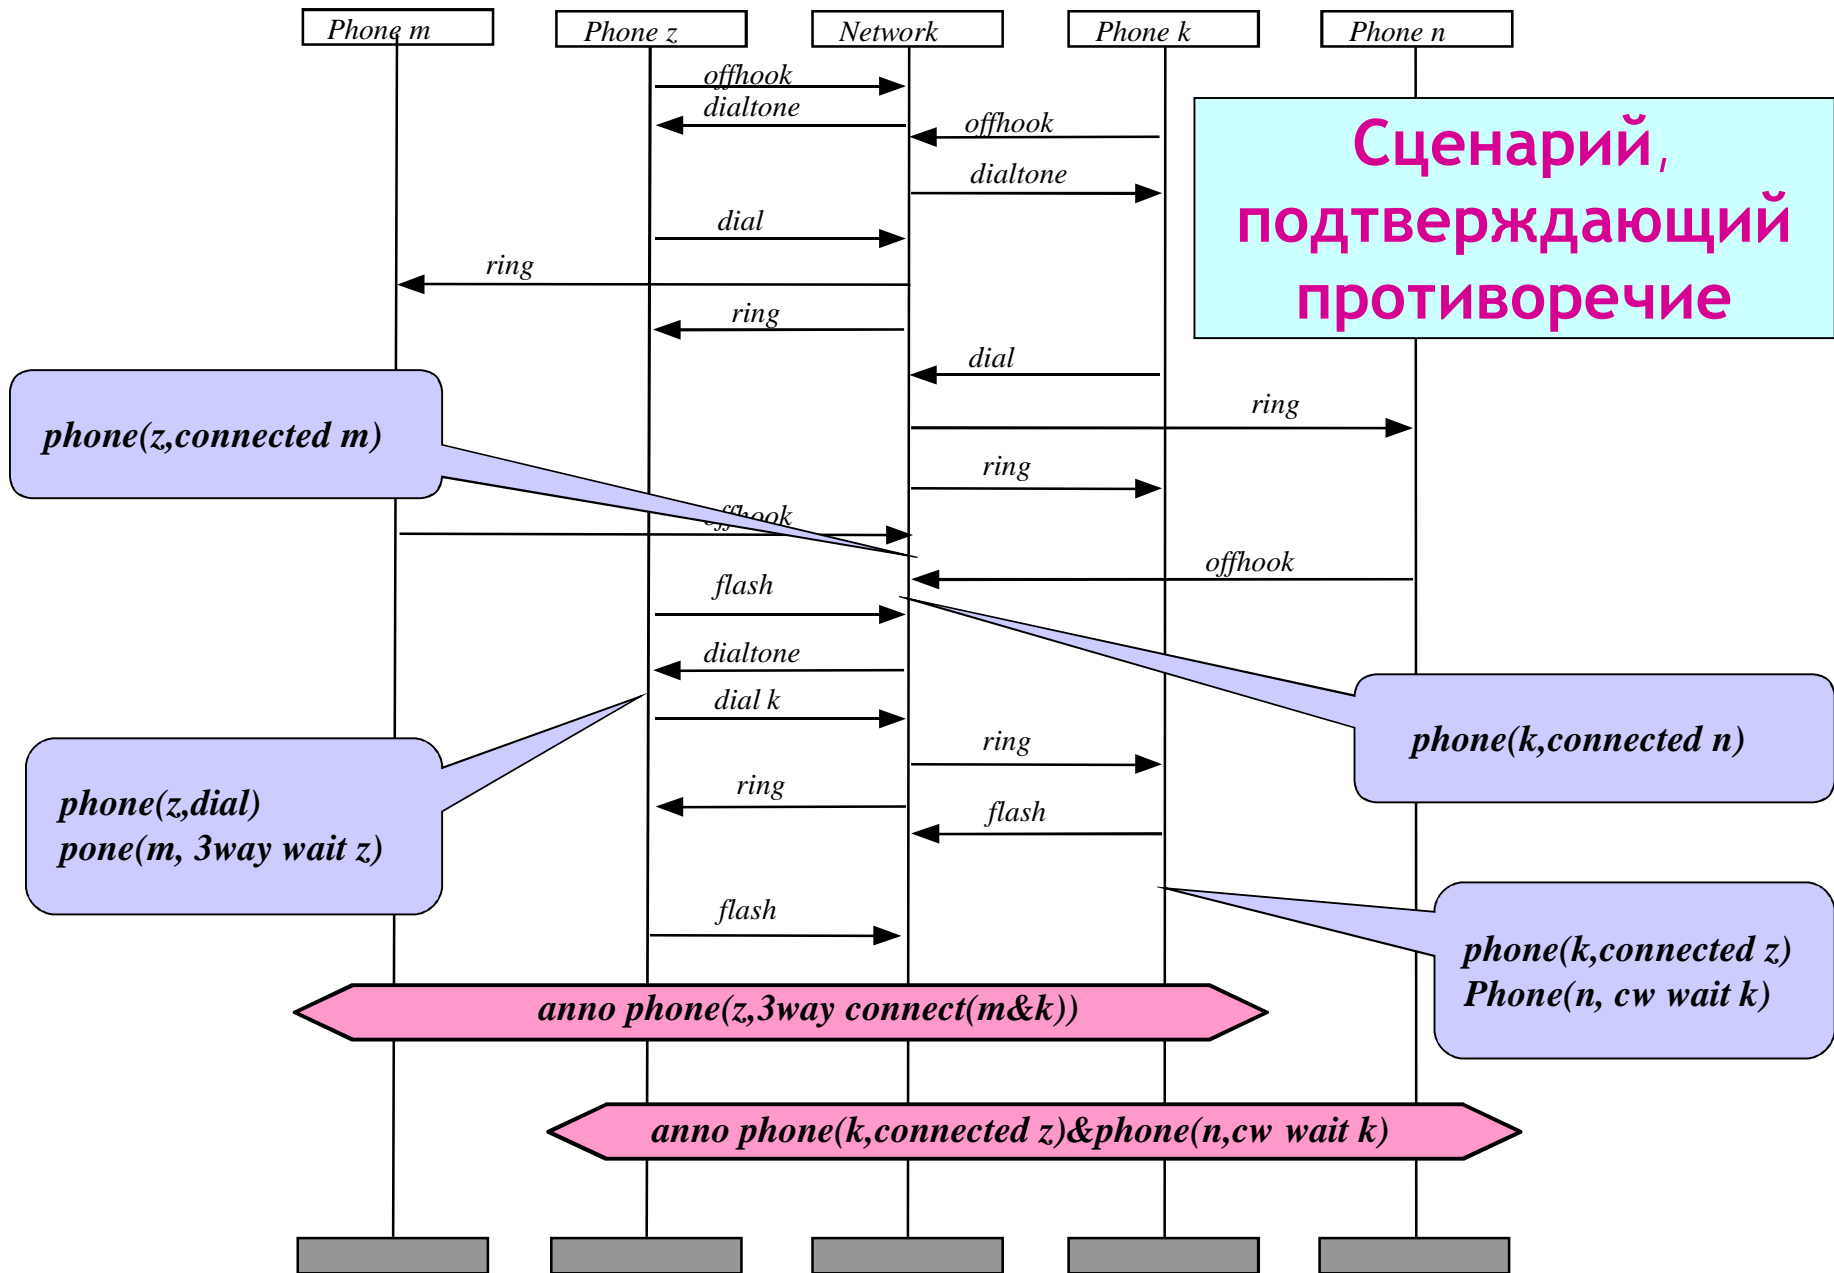 Phone m
Phone z
Network
Phone k
Phone n
offhook
dialtone
offhook
Сценарий,
подтверждающий
противоречие
dialtone
dial
ring
ring
dial
ring
phone(z,connected m)
ring
offhook
offhook
flash
dialtone
dial k
phone(k,connected n)
ring
ring
phone(z,dial)
pone(m, 3way wait z)
flash
flash
phone(k,connected z)
Phone(n, cw wait k)
anno phone(z,3way connect(m&k))
anno phone(k,connected z)&phone(n,cw wait k)